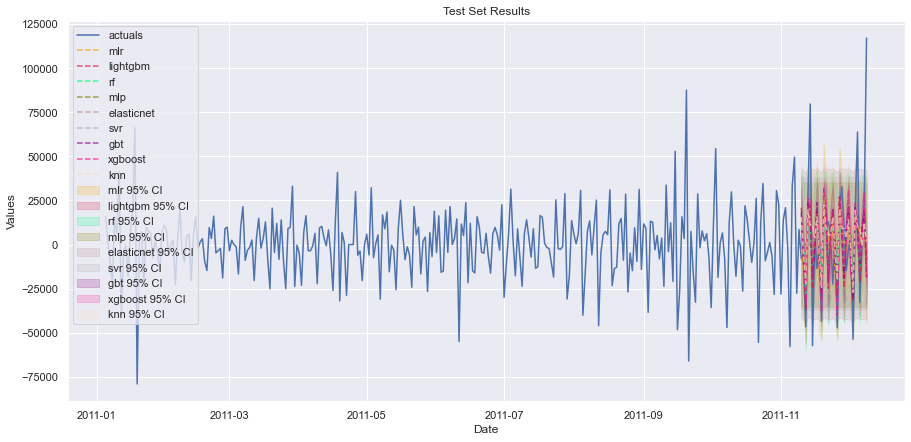 Test Set Results
125000
100000
75000
50000
25000
0
−25000
−50000
−75000
Values
actuals
mlr
lightgbm
rf
mlp
elasticnet
svr
gbt
xgboost
knn
mlr 95% CI
lightgbm 95% CI
rf 95% CI
mlp 95% CI
elasticnet 95% CI
svr 95% CI
gbt 95% CI
xgboost 95% CI
knn 95% CI
2011-01 2011-03 2011-05 2011-07 2011-09 2011-11
Date